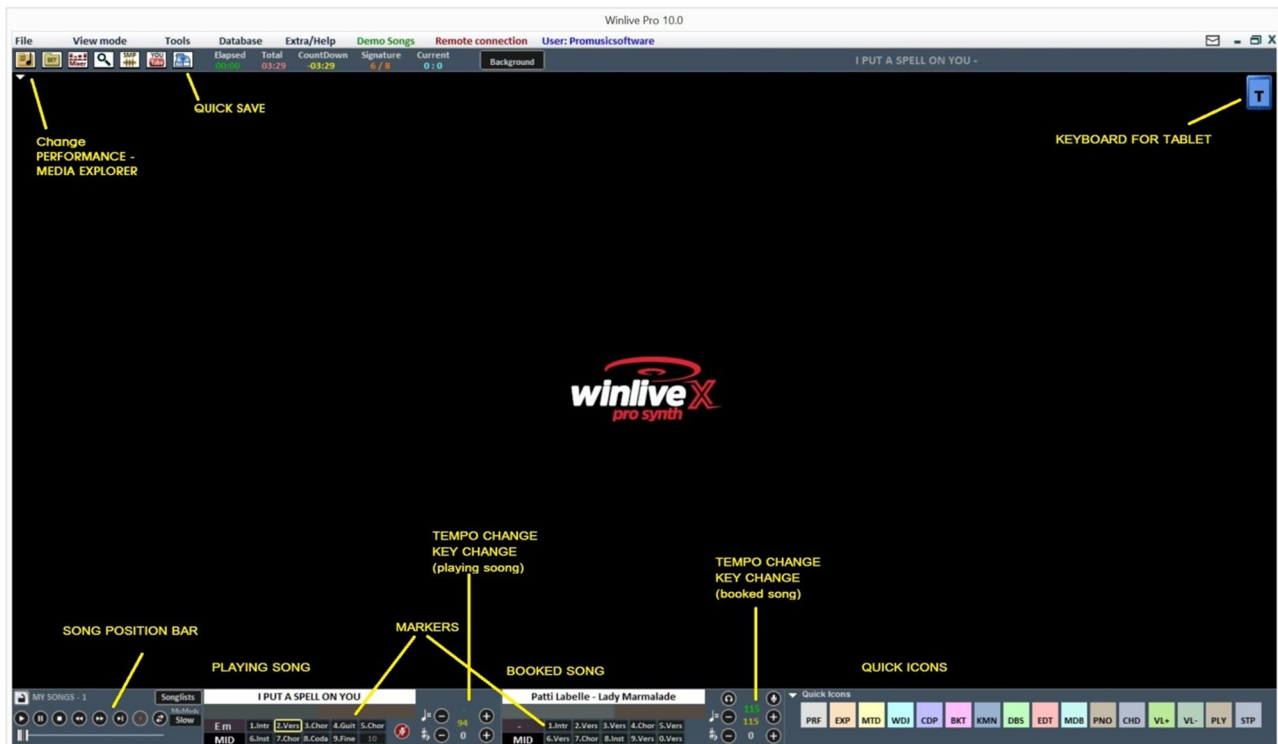 Winlive Pro 10.0
File View mode Tools Database Extra/Help Demo Songs Remote connection User: Promusicsoftware
SET Mixer SMP YOU Tube
Elapsed Total CountDown Signature Current
00:00 03:29 -03:29 6 / 8 0 : 0
Background
I PUT A SPELL ON YOU -
QUICK SAVE
T
Change
PERFORMANCE -
MEDIA EXPLORER
KEYBOARD FOR TABLET
winlive X
pro synth
TEMPO CHANGE
KEY CHANGE
(playing soong)
TEMPO CHANGE
KEY CHANGE
(booked song)
SONG POSITION BAR
MARKERS
PLAYING SONG
BOOKED SONG
QUICK ICONS
MY SONGS - 1 Songlists
I PUT A SPELL ON YOU
Patti Labelle - Lady Marmalade
Quick Icons
MixMode
Slow
E m 1.Intr 2.Vers 3.Chor 4.Guit 5.Chor
MID 6.Inst 7.Chor 8.Coda 9.Fine 10
94
0
- 1.Intr 2.Vers 3.Vers 4.Chor 5.Vers
MID 6.Vers 7.Chor 8.Inst 9.Vers 0.Vers
115
115
0
PRF EXP MTD WDJ CDP BKT KMN DBS EDT MDB PNO CHD VL+ VL- PLY STP